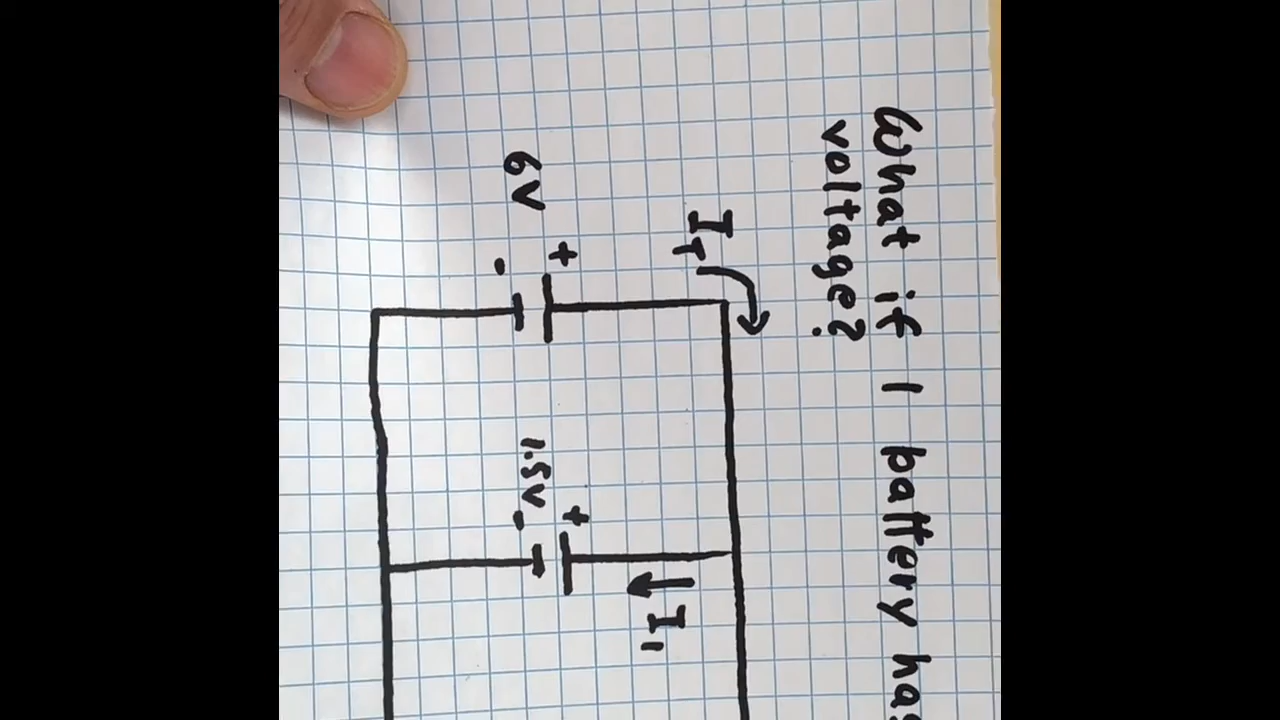 What if 1 battery has
voltage?
IT
6V
+
-
1.5V
+
-
I1